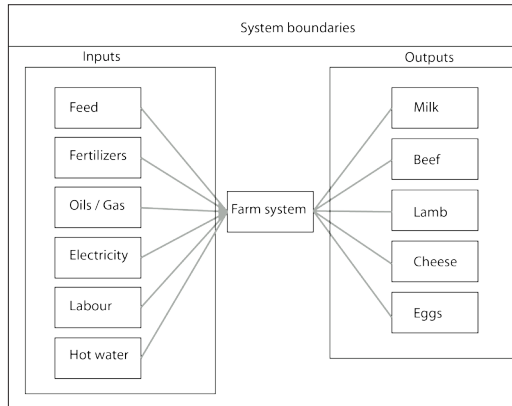 System boundaries
Inputs
Outputs
Feed
Fertilizers
Oils / Gas
Electricity
Labour
Hot water
Farm system
Milk
Beef
Lamb
Cheese
Eggs